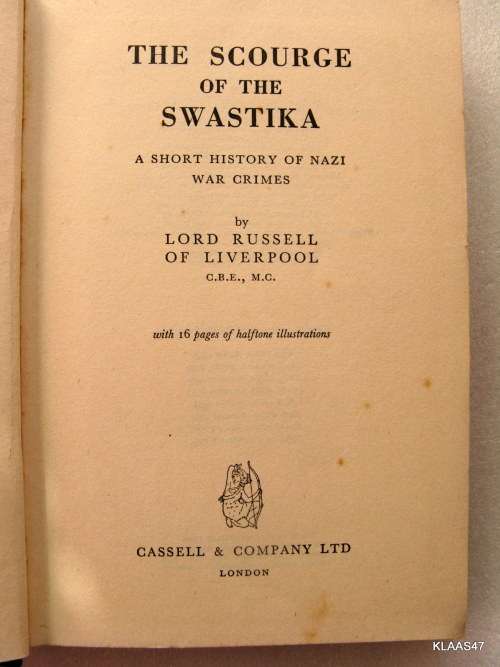 THE SCOURGE
OF THE
SWASTIKA
A SHORT HISTORY OF NAZI
WAR CRIMES
by
LORD RUSSELL
OF LIVERPOOL
C.B.E., M.C.
with 16 pages of halftone illustrations
CASSELL & COMPANY LTD
LONDON
KLAAS47